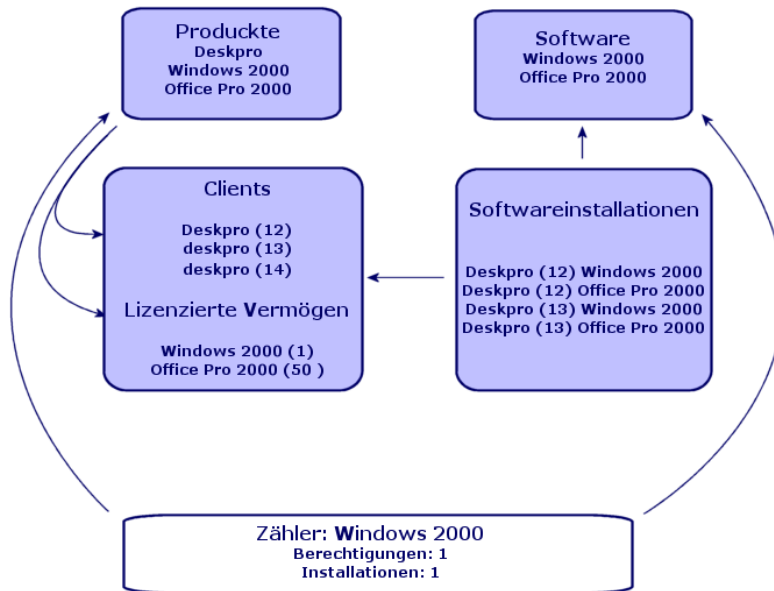 Produckte
Deskpro
Windows 2000
Office Pro 2000
Software
Windows 2000
Office Pro 2000
Clients
Deskpro (12)
deskpro (13)
deskpro (14)
Lizenzierte Vermögen
Windows 2000 (1)
Office Pro 2000 (50 )
Softwareinstallationen
Deskpro (12) Windows 2000
Deskpro (12) Office Pro 2000
Deskpro (13) Windows 2000
Deskpro (13) Office Pro 2000
Zähler: Windows 2000
Berechtigungen: 1
Installationen: 1